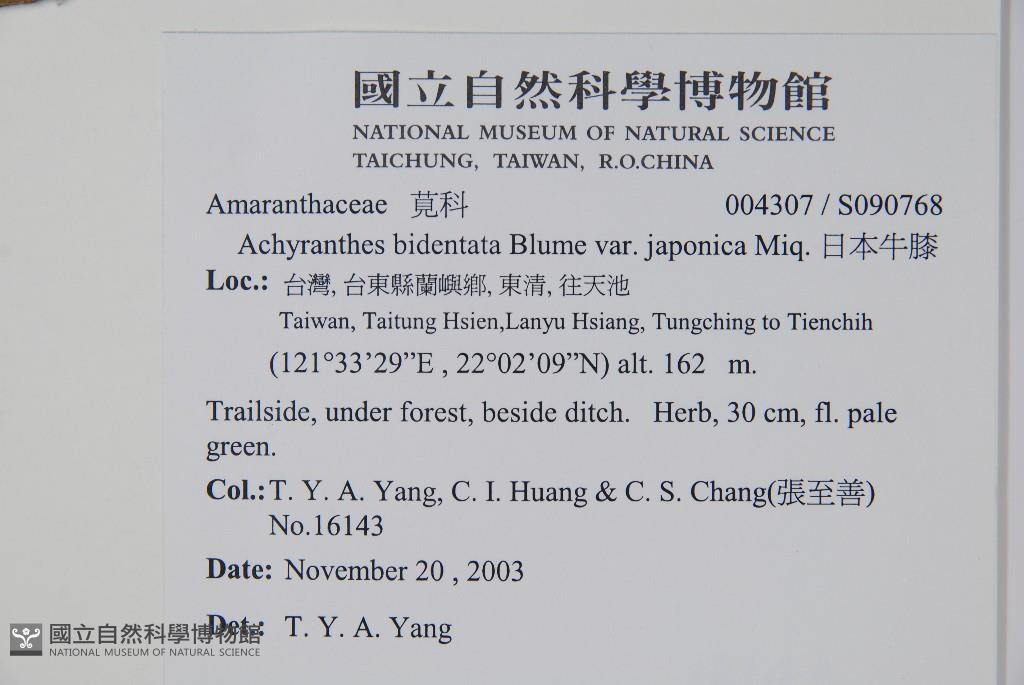 國立自然科學博物館
NATIONAL MUSEUM OF NATURAL SCIENCE
TAICHUNG, TAIWAN, R.O.CHINA
Amaranthaceae 莧科 004307 / S090768
Achyranthes bidentata Blume var. japonica Miq. 日本牛膝
Loc.: 台灣, 台東縣蘭嶼鄉, 東清, 往天池
Taiwan, Taitung Hsien,Lanyu Hsiang, Tungching to Tienchih
(121°33’29”E , 22°02’09”N) alt. 162 m.
Trailside, under forest, beside ditch. Herb, 30 cm, fl. pale
green.
Col.: T. Y. A. Yang, C. I. Huang & C. S. Chang(張至善)
No.16143
Date: November 20 , 2003
Det.: T. Y. A. Yang
國立自然科學博物館
NATIONAL MUSEUM OF NATURAL SCIENCE